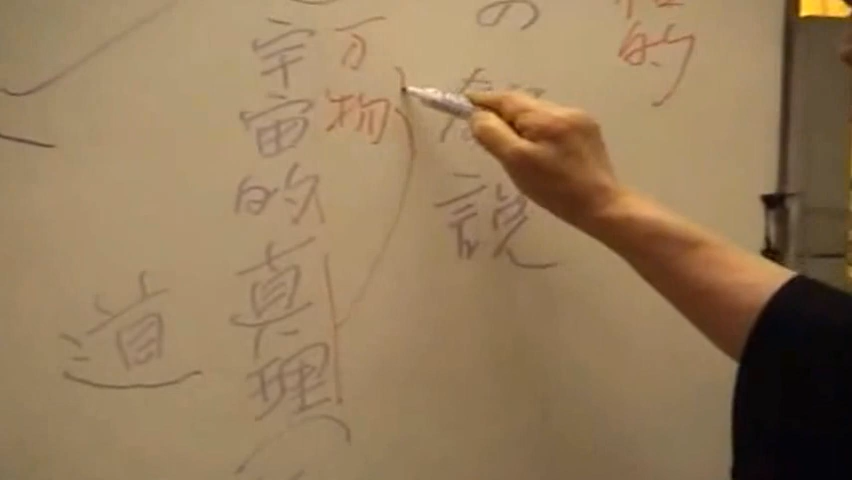 的
の 説
万物
宇宙的真理
道